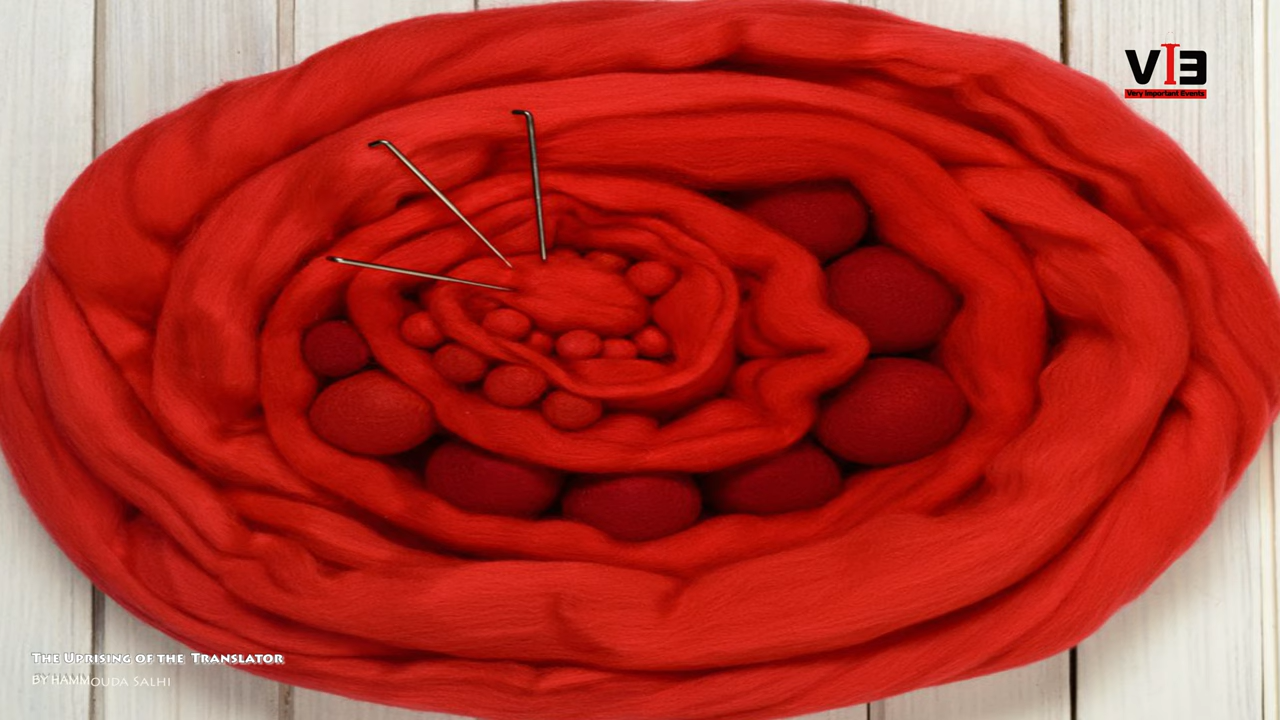 VIE
Very Important Events
The Uprising of the Translator
by Hammouda Salhi